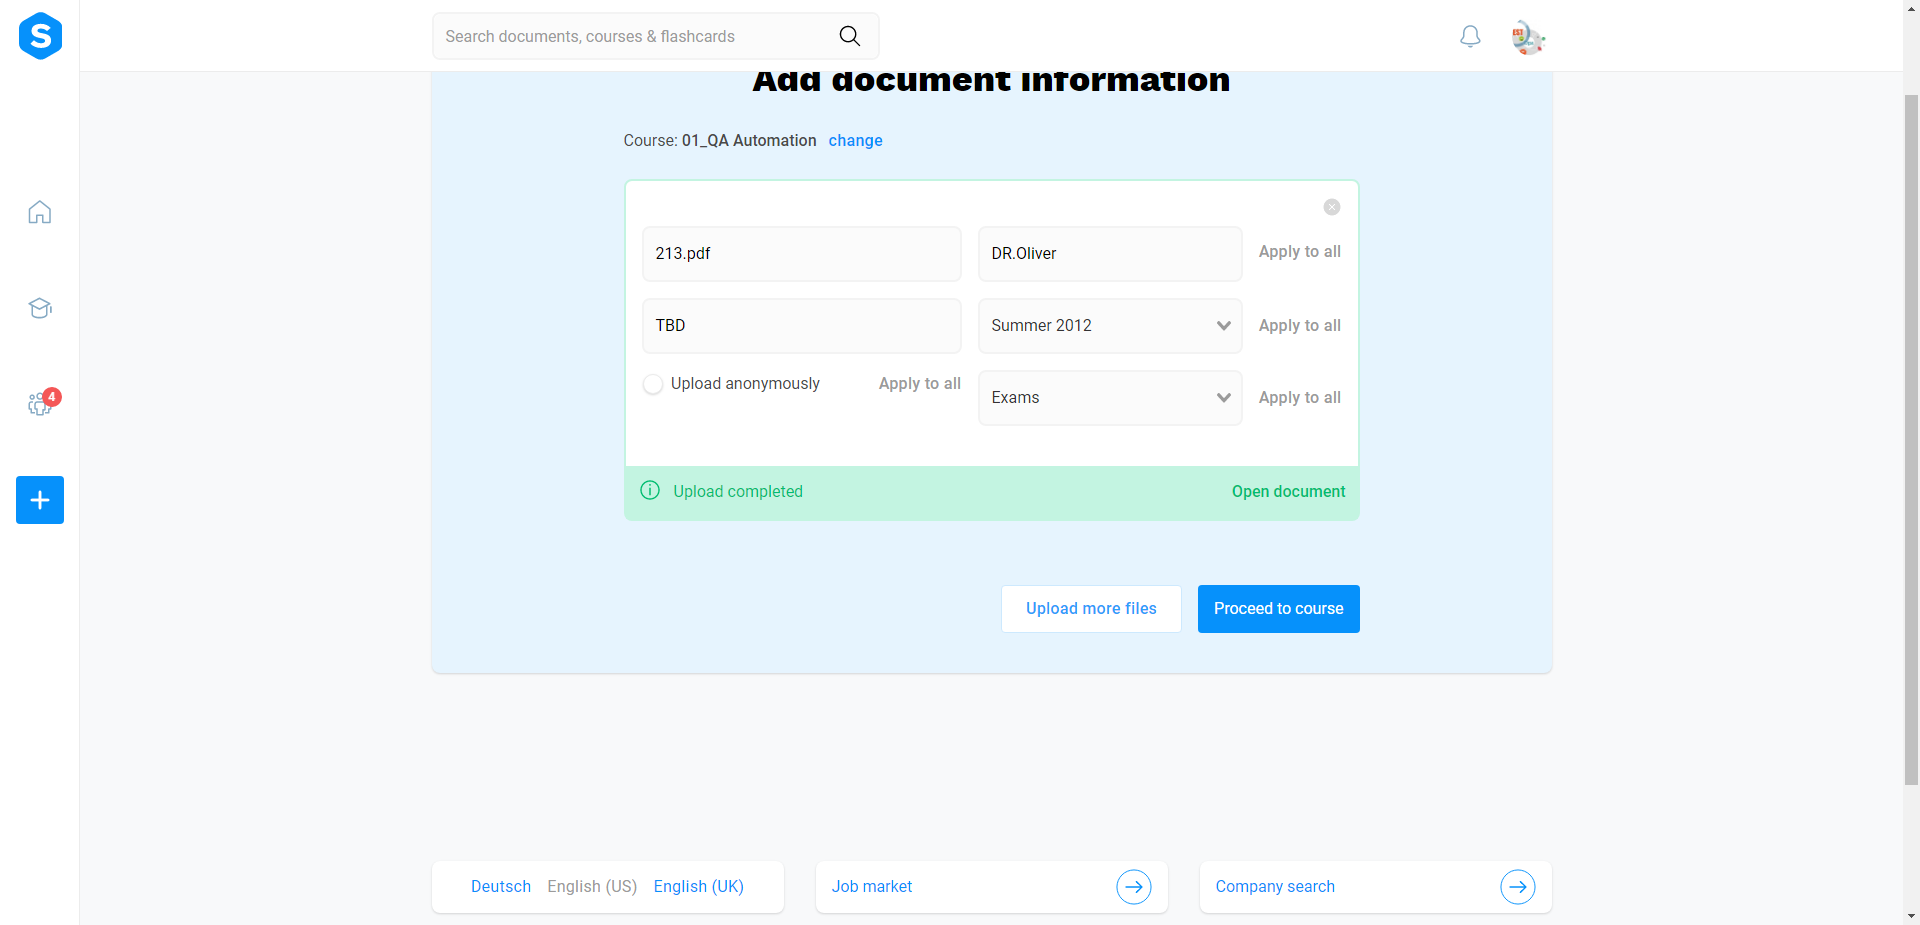 S
Search documents, courses & flashcards
Add document information
Course: 01_QA Automation change
213.pdf
DR.Oliver
Apply to all
TBD
Summer 2012
Apply to all
Upload anonymously
Apply to all
Exams
Apply to all
4
Upload completed
Open document
Upload more files
Proceed to course
Deutsch English (US) English (UK)
Job market
Company search